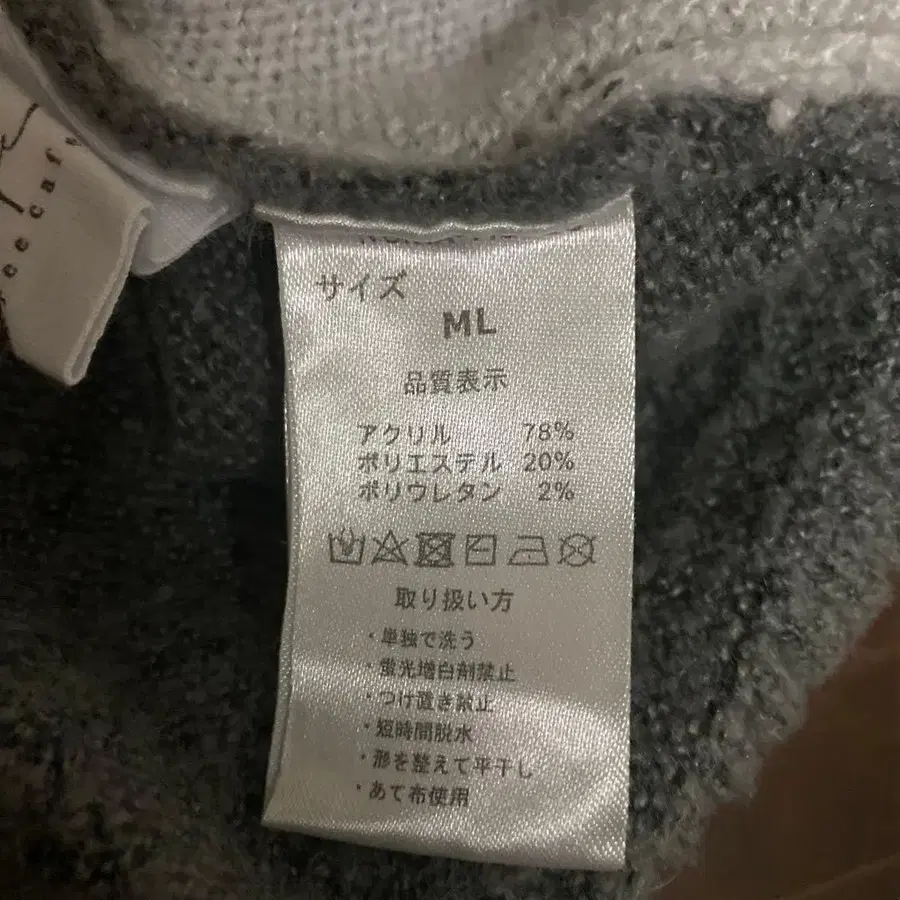 サイズ
ML
品質表示
アクリル 78%
ポリエステル 20%
ポリウレタン 2%
取り扱い方
・単独で洗う
・蛍光増白剤禁止
・つけ置き禁止
・短時間脱水
・形を整えて平干し
・あて布使用